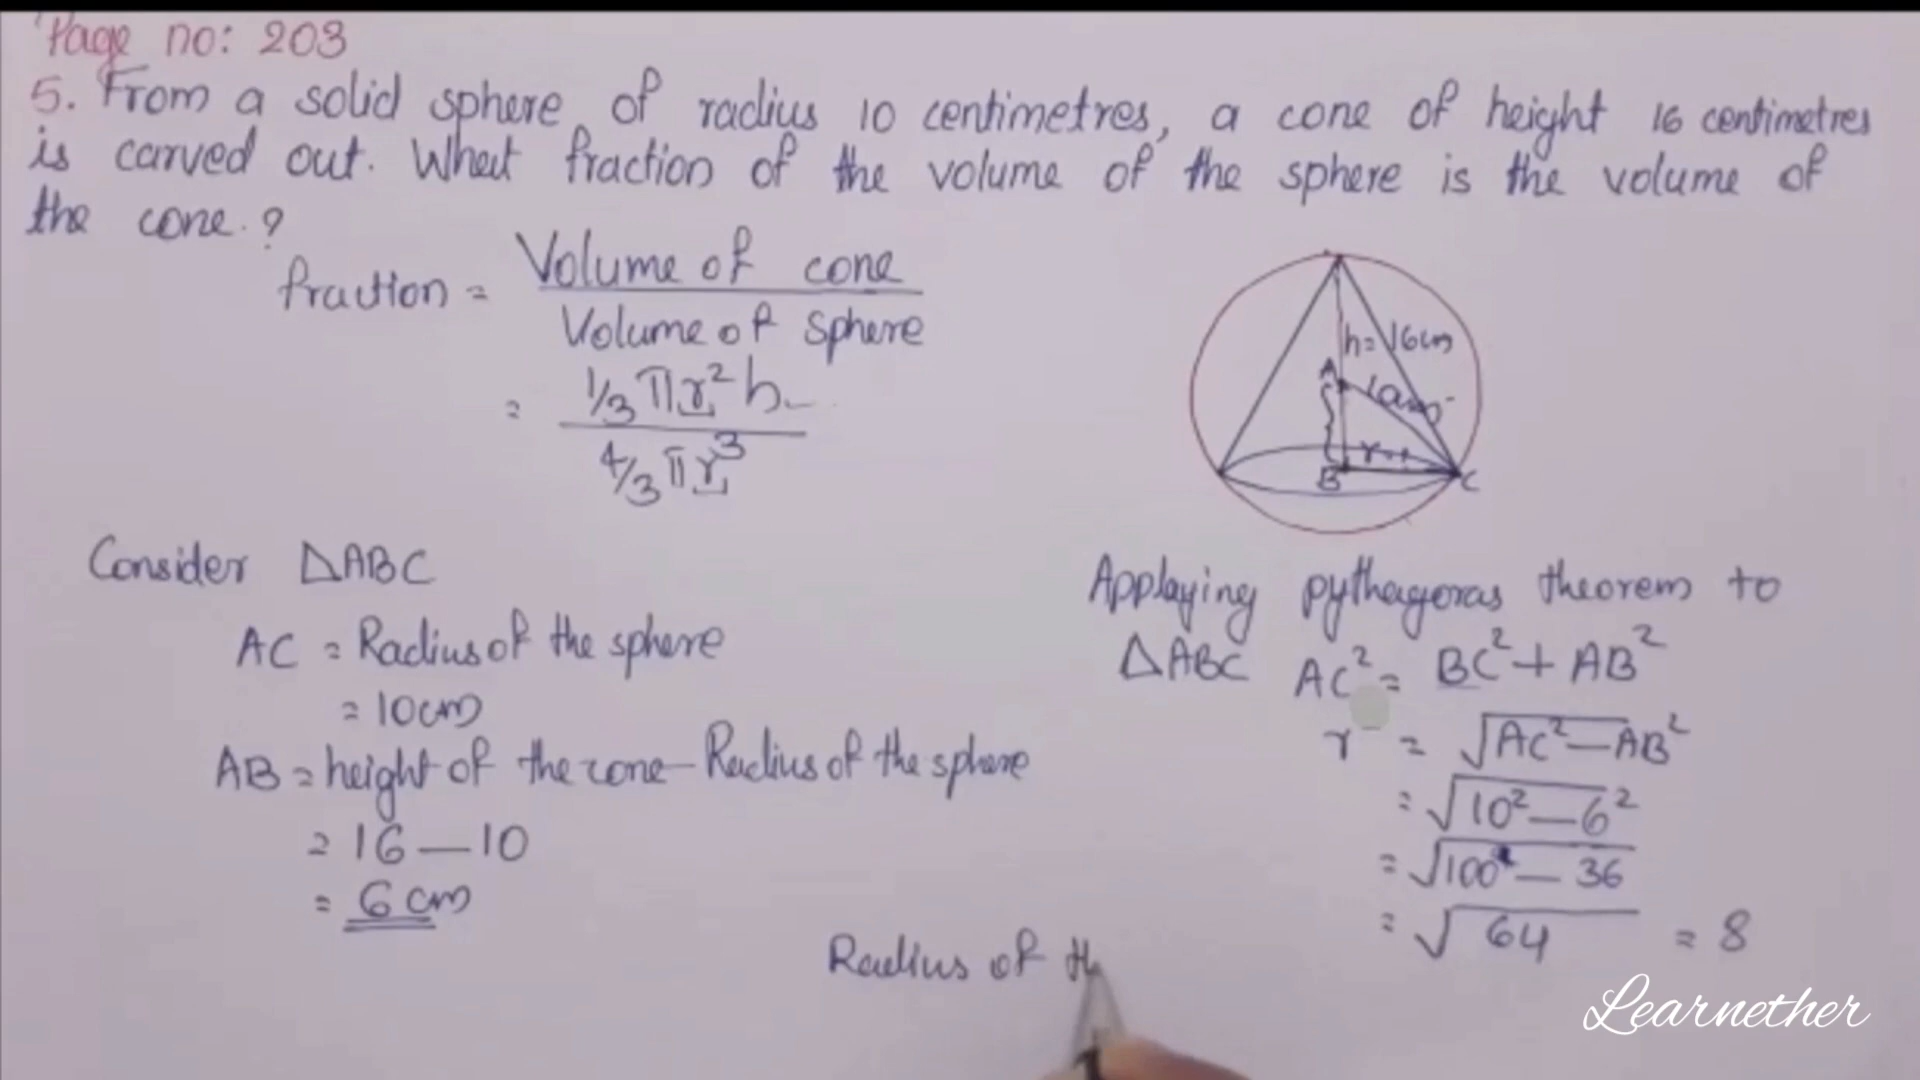 Page no: 203
5. From a solid sphere of radius 10 centimetres, a cone of height 16 centimetres
is carved out. What fraction of the volume of the sphere is the volume of
the cone.?
fraction = Volume of cone
Volume of sphere
= 1/3 πr² h
4/3 πr³
h=16cm
A
10cm
r
B
C
Consider △ABC
AC = Radius of the sphere
= 10cm
AB = height of the cone - Radius of the sphere
= 16 - 10
= 6 cm
Applaying pythagoras theorem to
△ABC AC² = BC² + AB²
r = √AC² - AB²
= √10² - 6²
= √100 - 36
= √64 = 8
Radius of th
Learnether